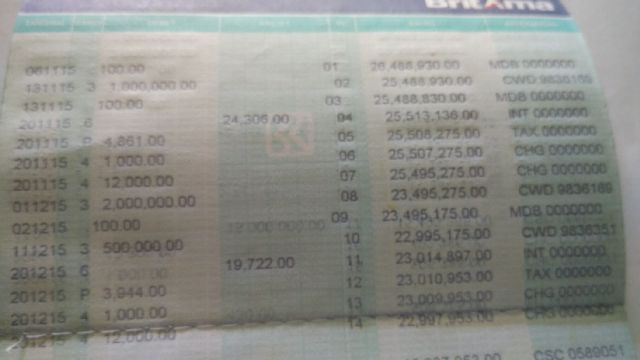 BritAma
061115 100.00 01 26,488,930.00 MDB 0000000
131115 3 1,000,000.00 02 25,488,930.00 CWD 9836169
131115 100.00 03 25,488,830.00 MDB 0000000
201115 6 24,306.00 04 25,513,136.00 INT 0000000
201115 P 4,861.00 05 25,508,275.00 TAX 0000000
201115 4 1,000.00 06 25,507,275.00 CHG 0000000
201115 4 12,000.00 07 25,495,275.00 CHG 0000000
011215 3 2,000,000.00 08 23,495,275.00 CWD 9836169
021215 100.00 09 23,495,175.00 MDB 0000000
111215 3 500,000.00 10 22,995,175.00 CWD 9836351
201215 6 19,722.00 11 23,014,897.00 INT 0000000
201215 P 3,944.00 12 23,010,953.00 TAX 0000000
201215 4 1,000.00 13 23,009,953.00 CHG 0000000
201215 4 12,000.00 14 22,997,953.00 CHG 0000000
CSC 0589051